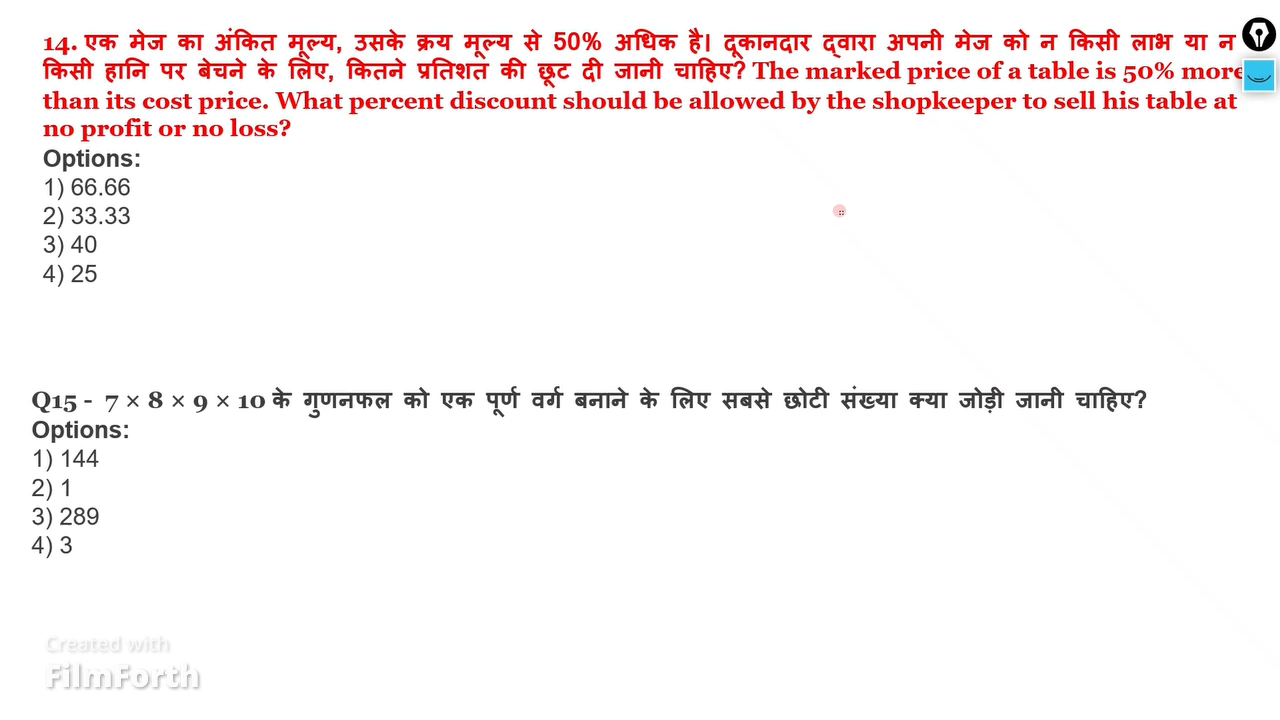 14. एक मेज का अंकित मूल्य, उसके क्रय मूल्य से 50% अधिक है। दूकानदार द्वारा अपनी मेज को न किसी लाभ या न
किसी हानि पर बेचने के लिए, कितने प्रतिशत की छूट दी जानी चाहिए? The marked price of a table is 50% more
than its cost price. What percent discount should be allowed by the shopkeeper to sell his table at
no profit or no loss?
Options:
1) 66.66
2) 33.33
3) 40
4) 25
Q15 - 7 × 8 × 9 × 10 के गुणनफल को एक पूर्ण वर्ग बनाने के लिए सबसे छोटी संख्या क्या जोड़ी जानी चाहिए?
Options:
1) 144
2) 1
3) 289
4) 3
Created with
FilmForth